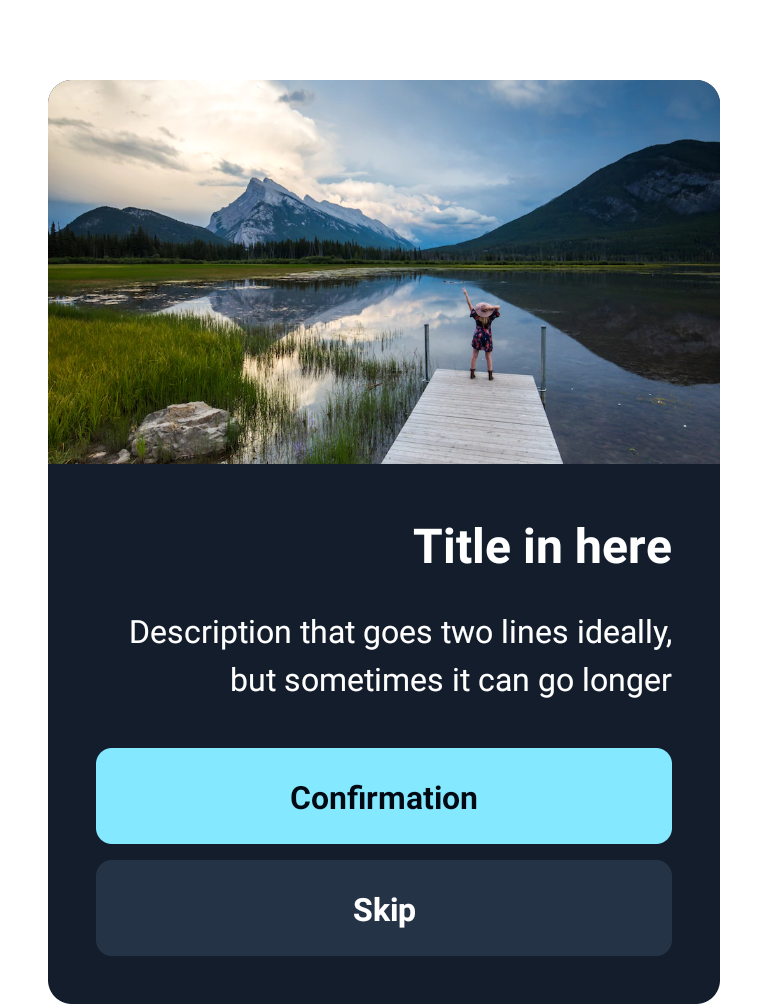 Title in here
Description that goes two lines ideally,
but sometimes it can go longer
Confirmation
Skip